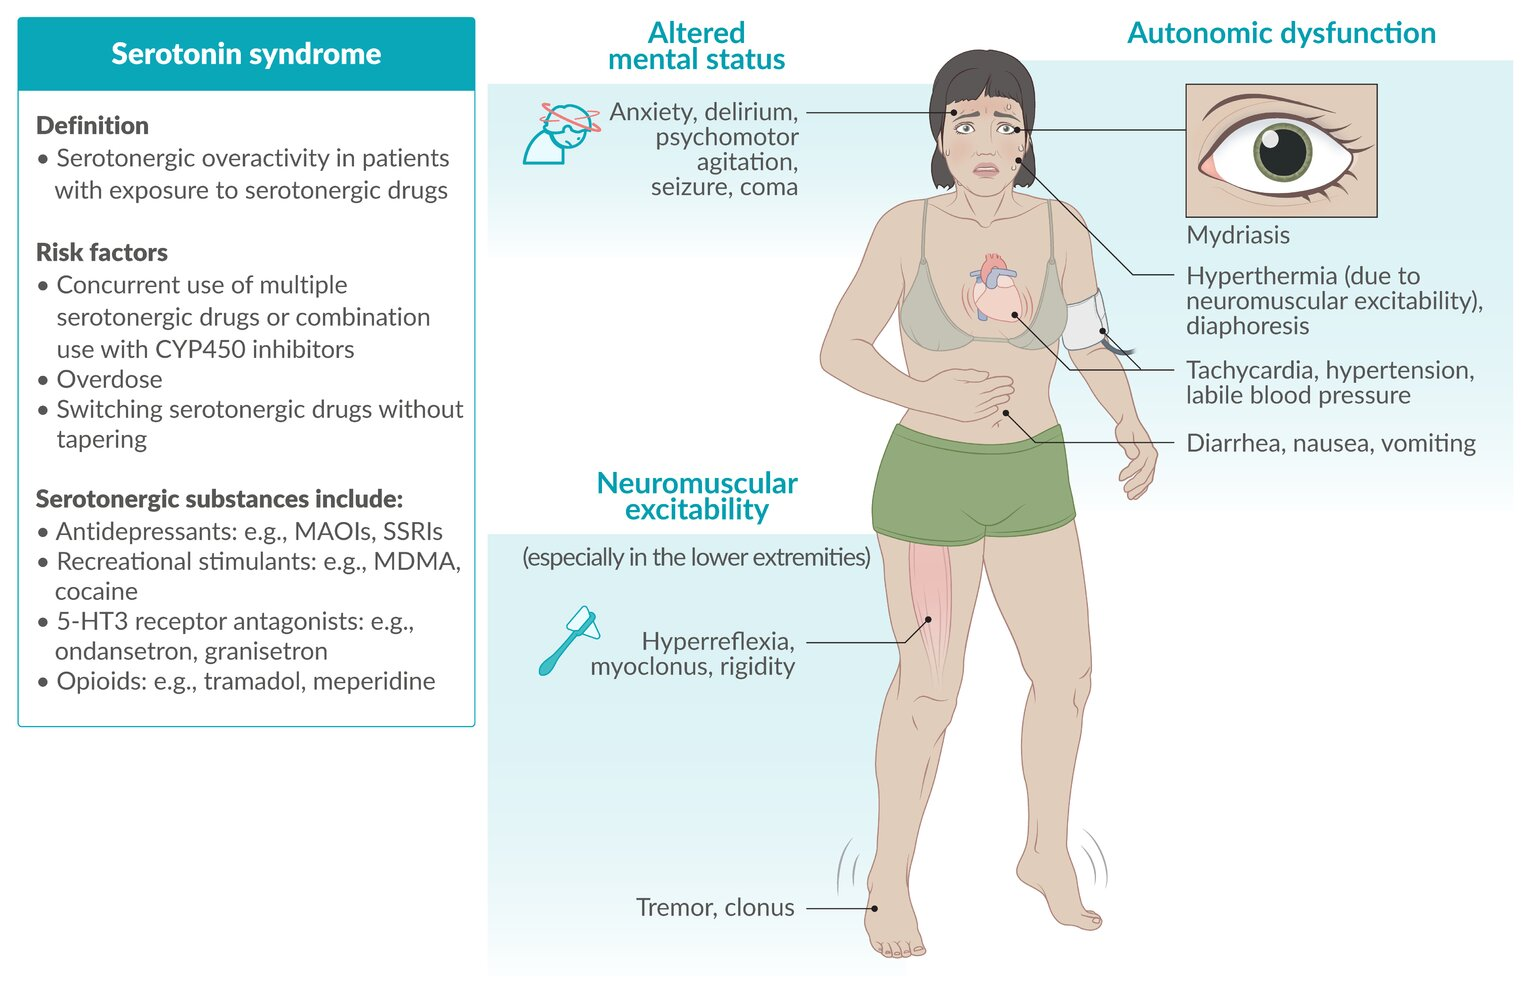 Serotonin syndrome
Definition
• Serotonergic overactivity in patients
with exposure to serotonergic drugs
Risk factors
• Concurrent use of multiple
serotonergic drugs or combination
use with CYP450 inhibitors
• Overdose
• Switching serotonergic drugs without
tapering
Serotonergic substances include:
• Antidepressants: e.g., MAOIs, SSRIs
• Recreational stimulants: e.g., MDMA,
cocaine
• 5-HT3 receptor antagonists: e.g.,
ondansetron, granisetron
• Opioids: e.g., tramadol, meperidine
Altered
mental status
Anxiety, delirium,
psychomotor
agitation,
seizure, coma
Neuromuscular
excitability
(especially in the lower extremities)
Hyperreflexia,
myoclonus, rigidity
Tremor, clonus
Autonomic dysfunction
Mydriasis
Hyperthermia (due to
neuromuscular excitability),
diaphoresis
Tachycardia, hypertension,
labile blood pressure
Diarrhea, nausea, vomiting